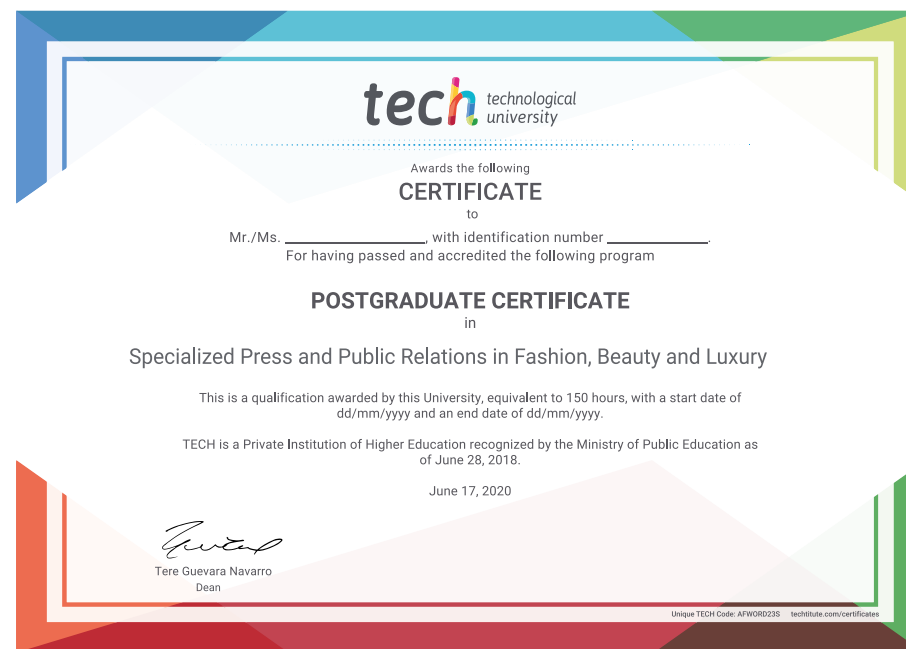 tech technological
university
Awards the following
CERTIFICATE
to
Mr./Ms. ____________________, with identification number ______________.
For having passed and accredited the following program
POSTGRADUATE CERTIFICATE
in
Specialized Press and Public Relations in Fashion, Beauty and Luxury
This is a qualification awarded by this University, equivalent to 150 hours, with a start date of
dd/mm/yyyy and an end date of dd/mm/yyyy.
TECH is a Private Institution of Higher Education recognized by the Ministry of Public Education as
of June 28, 2018.
June 17, 2020
Tere Guevara Navarro
Dean
Unique TECH Code: AFWORD23S techtitute.com/certificates